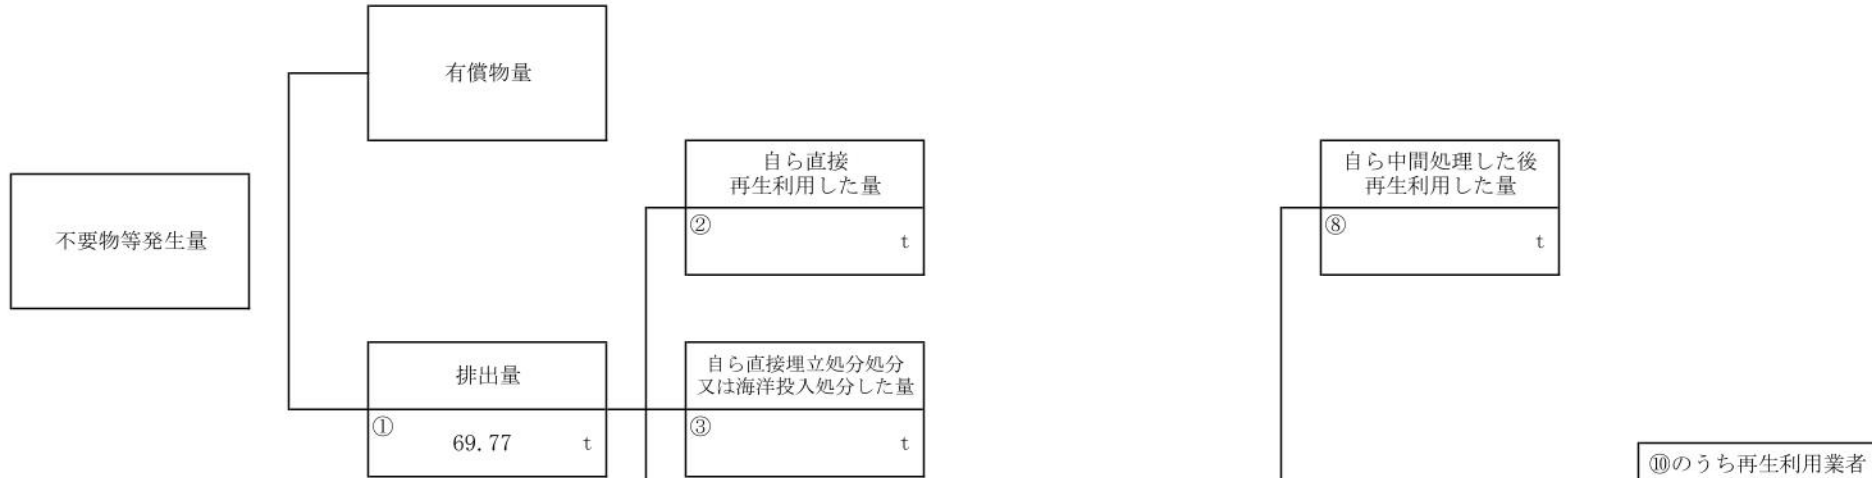 有償物量
自ら直接
再生利用した量
②
t
自ら中間処理した後
再生利用した量
⑧
t
不要物等発生量
排出量
①
69.77 t
自ら直接埋立処分処分
又は海洋投入処分した量
③
t
⑩のうち再生利用業者